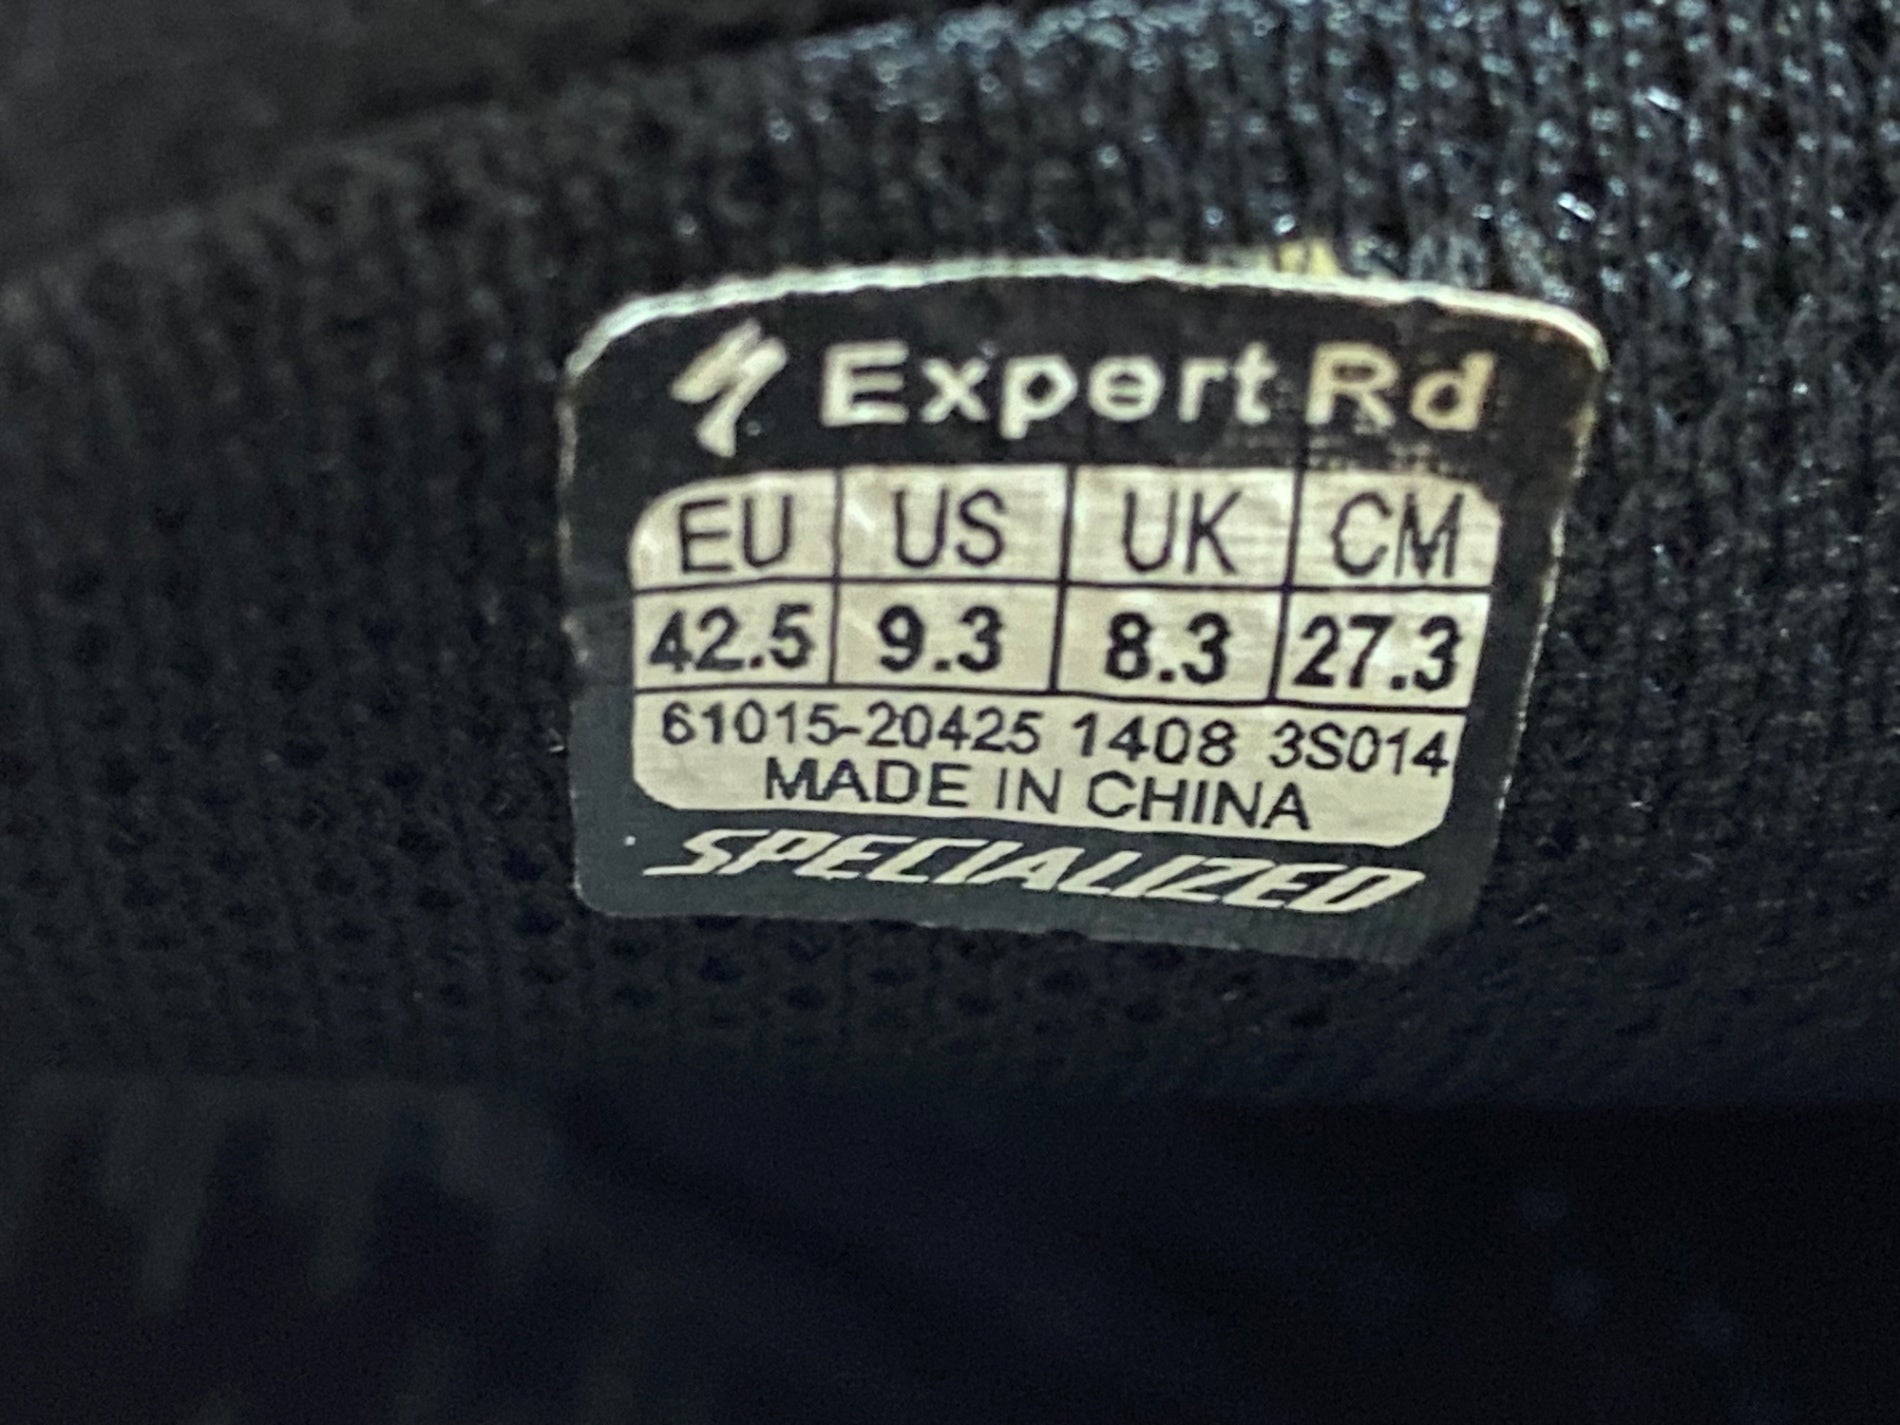 Expert Rd
EU US UK CM
42.5 9.3 8.3 27.3
61015-20425 1408 3S014
MADE IN CHINA
SPECIALIZED